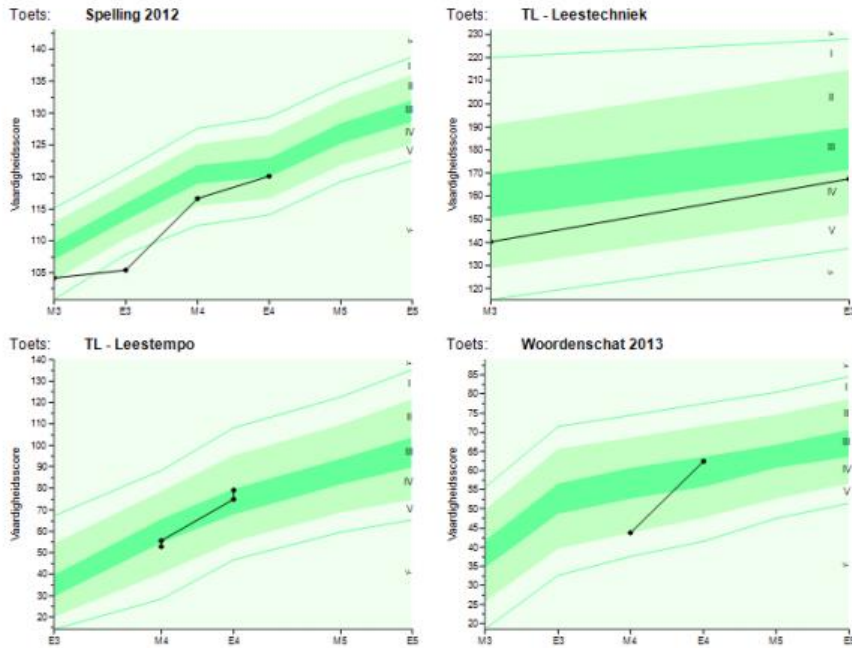 Toets: Spelling 2012
Vaardigheidsscore
140
135
130
125
120
115
110
105
I
II
III
IV
V
M3 E3 M4 E4 M5 E5
Toets: TL - Leestechniek
Vaardigheidsscore
230
220
210
200
190
180
170
160
150
140
130
120
I
II
III
IV
V
M3
Toets: TL - Leestempo
Vaardigheidsscore
140
130
120
110
100
90
80
70
60
50
40
30
20
I
II
III
IV
V
E3 M4 E4 M5 E5
Toets: Woordenschat 2013
Vaardigheidsscore
85
80
75
70
65
60
55
50
45
40
35
30
25
20
I
II
III
IV
V
M3 E3 M4 E4 M5